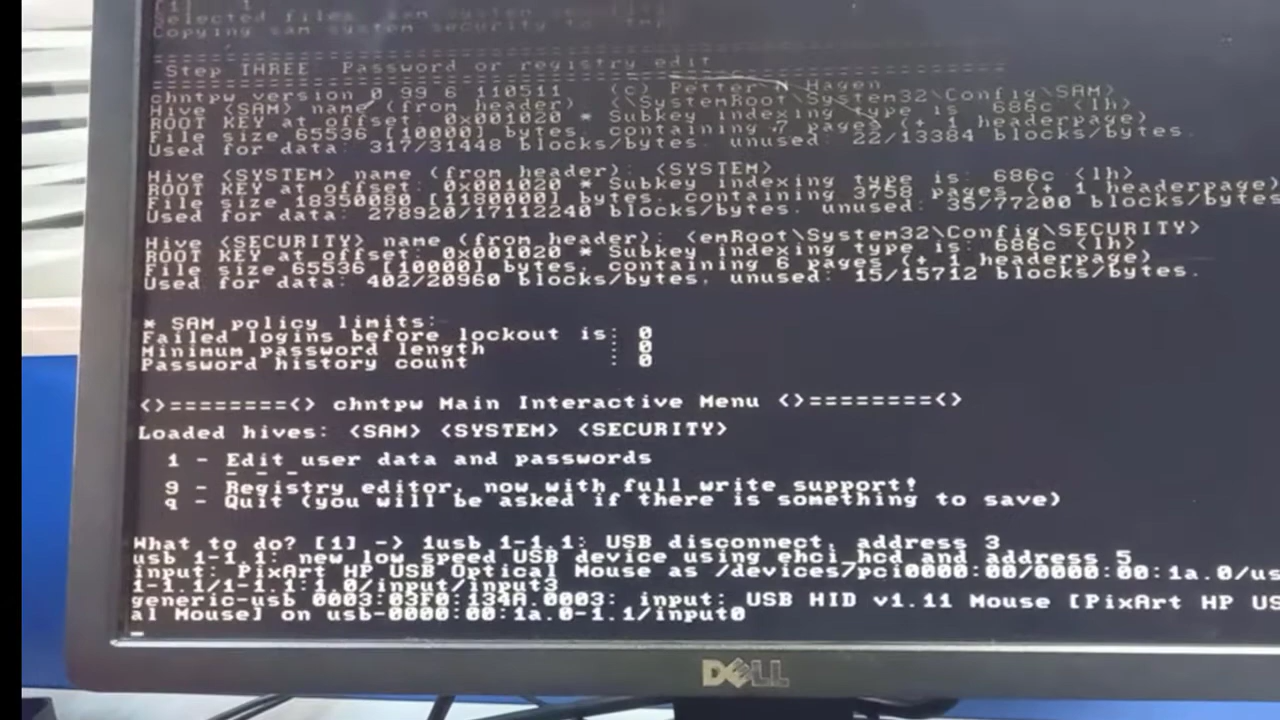 [1] 1
Selected files sam system
Copying sam system security to
Step THREE Password or registry edit
chntpw version 0 99 6 110511 (c) Petter N Hagen
Hive <SAM> name (from header) <\SystemRoot\System32\Config\SAM>
ROOT KEY at offset: 0x001020 * Subkey indexing type is 686c <lh>
File size 65536 [10000] bytes, containing 7 pages (+ 1 headerpage)
Used for data: 317/31448 blocks/bytes, unused: 22/13384 blocks/bytes.
Hive <SYSTEM> name (from header): <SYSTEM>
ROOT KEY at offset: 0x001020 * Subkey indexing type is: 686c <lh>
File size 18350080 [1180000] bytes, containing 3758 pages (+ 1 headerpage)
Used for data: 278920/17112240 blocks/bytes, unused: 35/77200 blocks/bytes
Hive <SECURITY> name (from header): <emRoot\System32\Config\SECURITY>
ROOT KEY at offset: 0x001020 * Subkey indexing type is: 686c <lh>
File size 65536 [10000] bytes, containing 6 pages (+ 1 headerpage)
Used for data: 402/20960 blocks/bytes, unused: 15/15712 blocks/bytes.
* SAM policy limits:
Failed logins before lockout is: 0
Minimum password length : 0
Password history count : 0
<>========<> chntpw Main Interactive Menu <>========<>
Loaded hives: <SAM> <SYSTEM> <SECURITY>
1 - Edit user data and passwords
- - -
9 - Registry editor, now with full write support!
q - Quit (you will be asked if there is something to save)
What to do? [1] -> 1usb 1-1.1: USB disconnect, address 3
usb 1-1.1: new low speed USB device using ehci_hcd and address 5
input: PixArt HP USB Optical Mouse as /devices/pci0000:00/0000:00:1a.0/us
1-1.1/1-1.1:1.0/input/input3
generic-usb 0003:03F0:134A.0003: input: USB HID v1.11 Mouse [PixArt HP US
al Mouse] on usb-0000:00:1a.0-1.1/input0
DELL